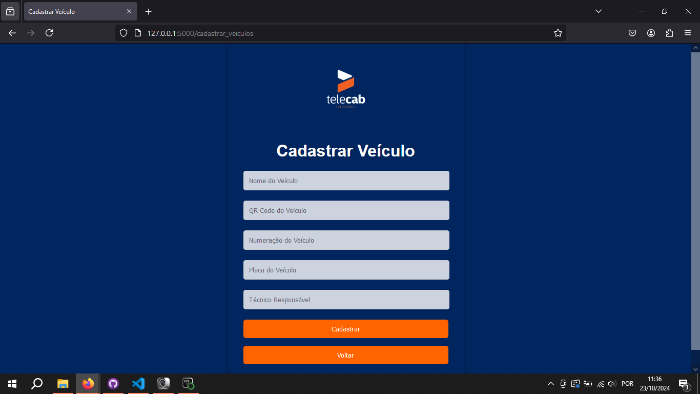 Cadastrar Veículo
127.0.0.1:5000/cadastrar_veiculos
telecab
Cadastrar Veículo
Nome do Veículo
QR Code do Veículo
Numeração do Veículo
Placa do Veículo
Técnico Responsável
Cadastrar
Voltar
POR
11:36
23/10/2024